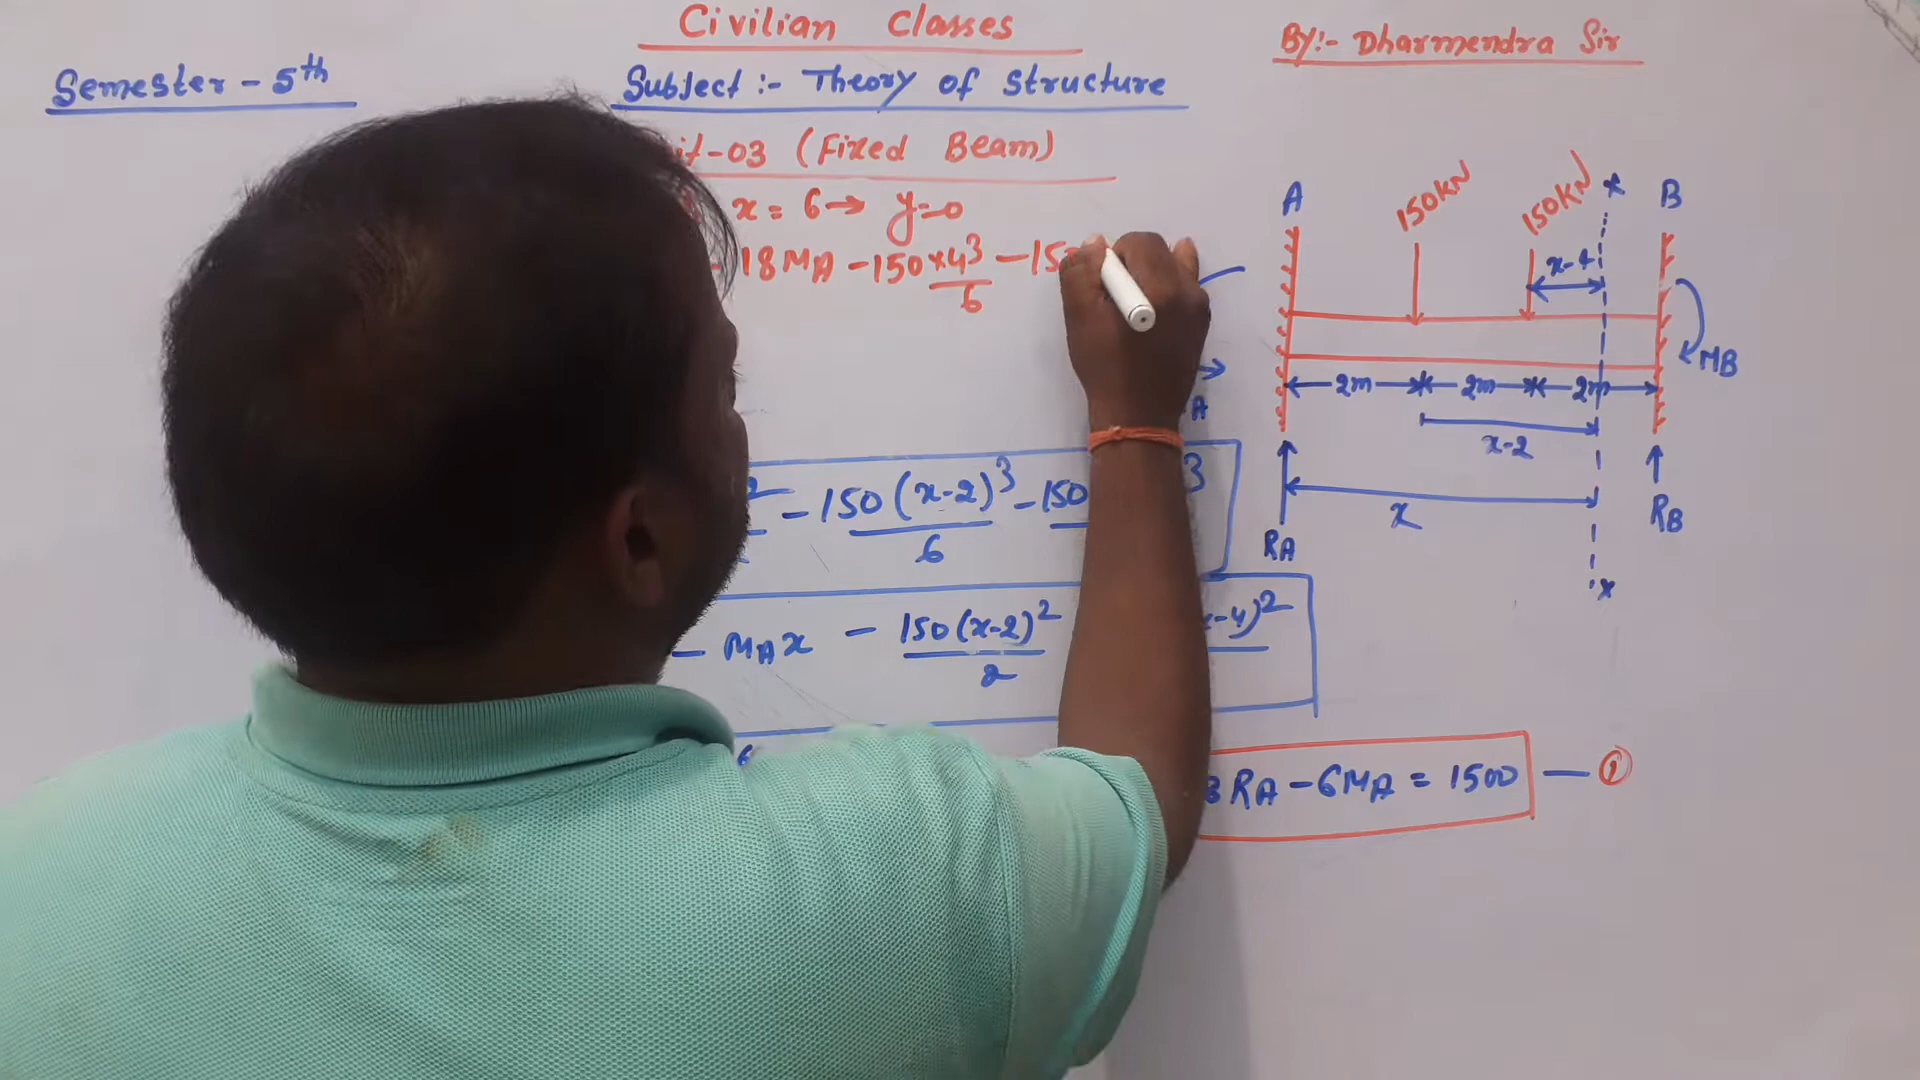 Civilian Classes
By:- Dharmendra Sir
Semester - 5th
Subject :- Theory of Structure
-03 (Fixed Beam)
x = 6 → y=0
18MA - 150×4³/6 - 15
- 150(x-2)³/6 - 150 3
- MAx - 150(x-2)²/2 x-4)²
RA - 6MA = 1500 — ①
A
150KN
150KN
x
B
x-4
MB
2m
2m
2m
x-2
x
RA
RB
x
A